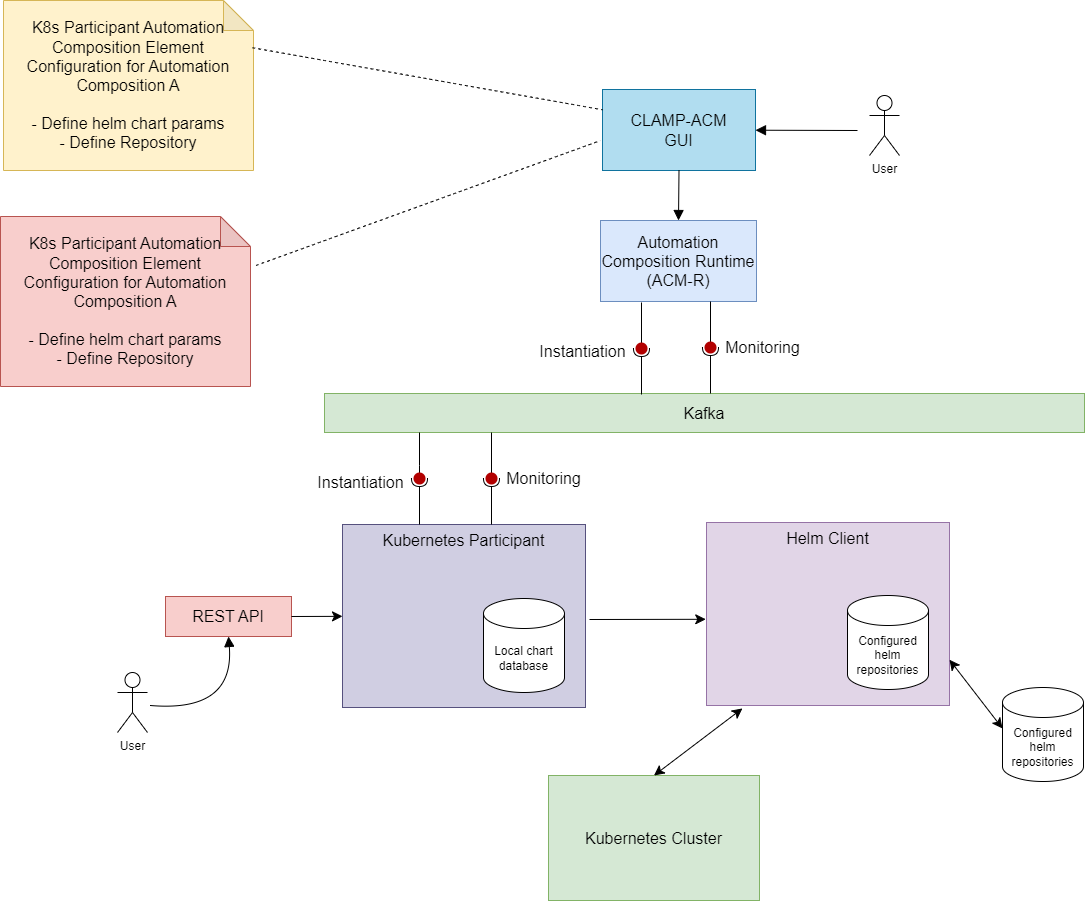 K8s Participant Automation
Composition Element
Configuration for Automation
Composition A
- Define helm chart params
- Define Repository
CLAMP-ACM
GUI
User
K8s Participant Automation
Composition Element
Configuration for Automation
Composition A
- Define helm chart params
- Define Repository
Automation
Composition Runtime
(ACM-R)
Instantiation
Monitoring
Kafka
Instantiation
Monitoring
Kubernetes Participant
Helm Client
REST API
Local chart
database
Configured
helm
repositories
User
Configured
helm
repositories
Kubernetes Cluster